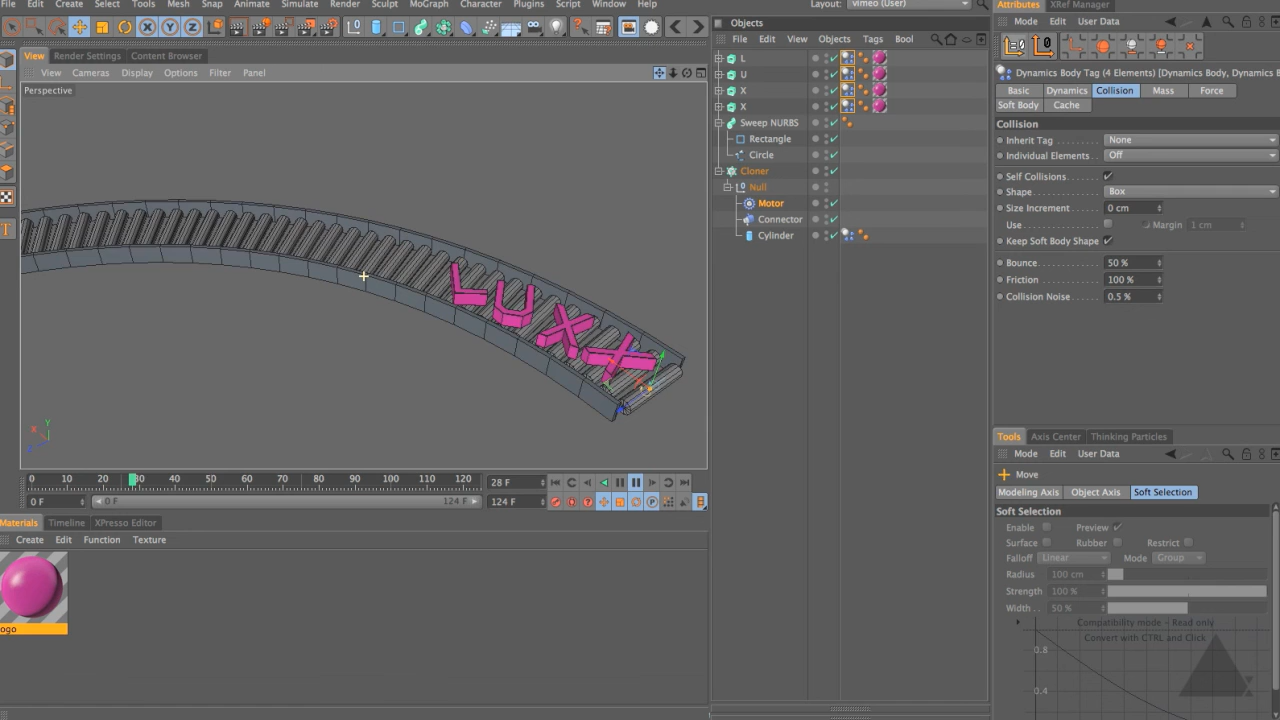 File Edit Create Select Tools Mesh Snap Animate Simulate Render Sculpt MoGraph Character Plugins Script Window Help Layout: vimeo (User)
View Render Settings Content Browser
View Cameras Display Options Filter Panel
Perspective
LUXX
Y
X
Z
0 10 20 30 40 50 60 70 80 90 100 110 120 28 F
0 F 0 F 124 F 124 F
Materials Timeline XPresso Editor
Create Edit Function Texture
ogo
Objects
File Edit View Objects Tags Bool
L
U
X
X
Sweep NURBS
Rectangle
Circle
Cloner
Null
Motor
Connector
Cylinder
Attributes XRef Manager
Mode Edit User Data
Dynamics Body Tag (4 Elements) [Dynamics Body, Dynamics B
Basic Dynamics Collision Mass Force
Soft Body Cache
Collision
Inherit Tag None
Individual Elements Off
Self Collisions
Shape Box
Size Increment 0 cm
Use Margin 1 cm
Keep Soft Body Shape
Bounce 50 %
Friction 100 %
Collision Noise 0.5 %
Tools Axis Center Thinking Particles
Mode Edit User Data
Move
Modeling Axis Object Axis Soft Selection
Soft Selection
Enable Preview
Surface Rubber Restrict
Falloff Linear Mode Group
Radius 100 cm
Strength 100 %
Width 50 %
Compatibility mode - Read only
Convert with CTRL and Click
0.8
0.4